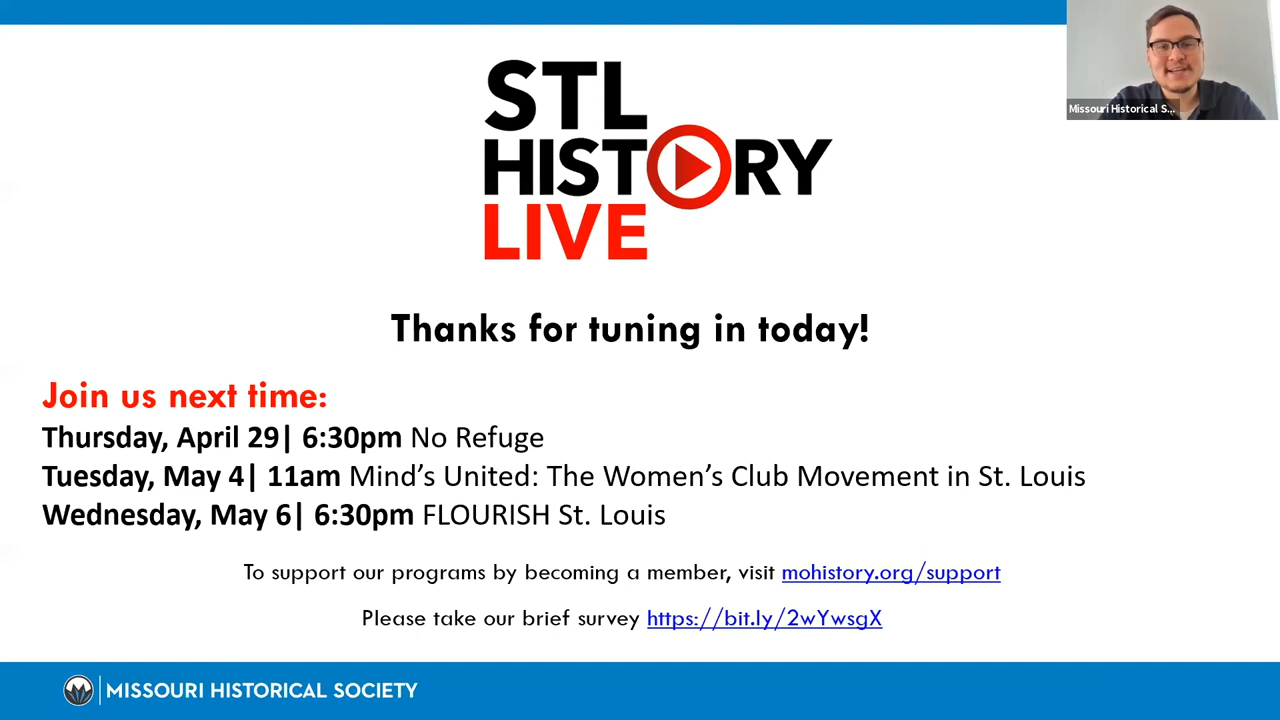 STL
HISTORY
LIVE
Missouri Historical S...
Thanks for tuning in today!
Join us next time:
Thursday, April 29| 6:30pm No Refuge
Tuesday, May 4| 11am Mind’s United: The Women’s Club Movement in St. Louis
Wednesday, May 6| 6:30pm FLOURISH St. Louis
To support our programs by becoming a member, visit mohistory.org/support
Please take our brief survey https://bit.ly/2wYwsgX
MISSOURI HISTORICAL SOCIETY